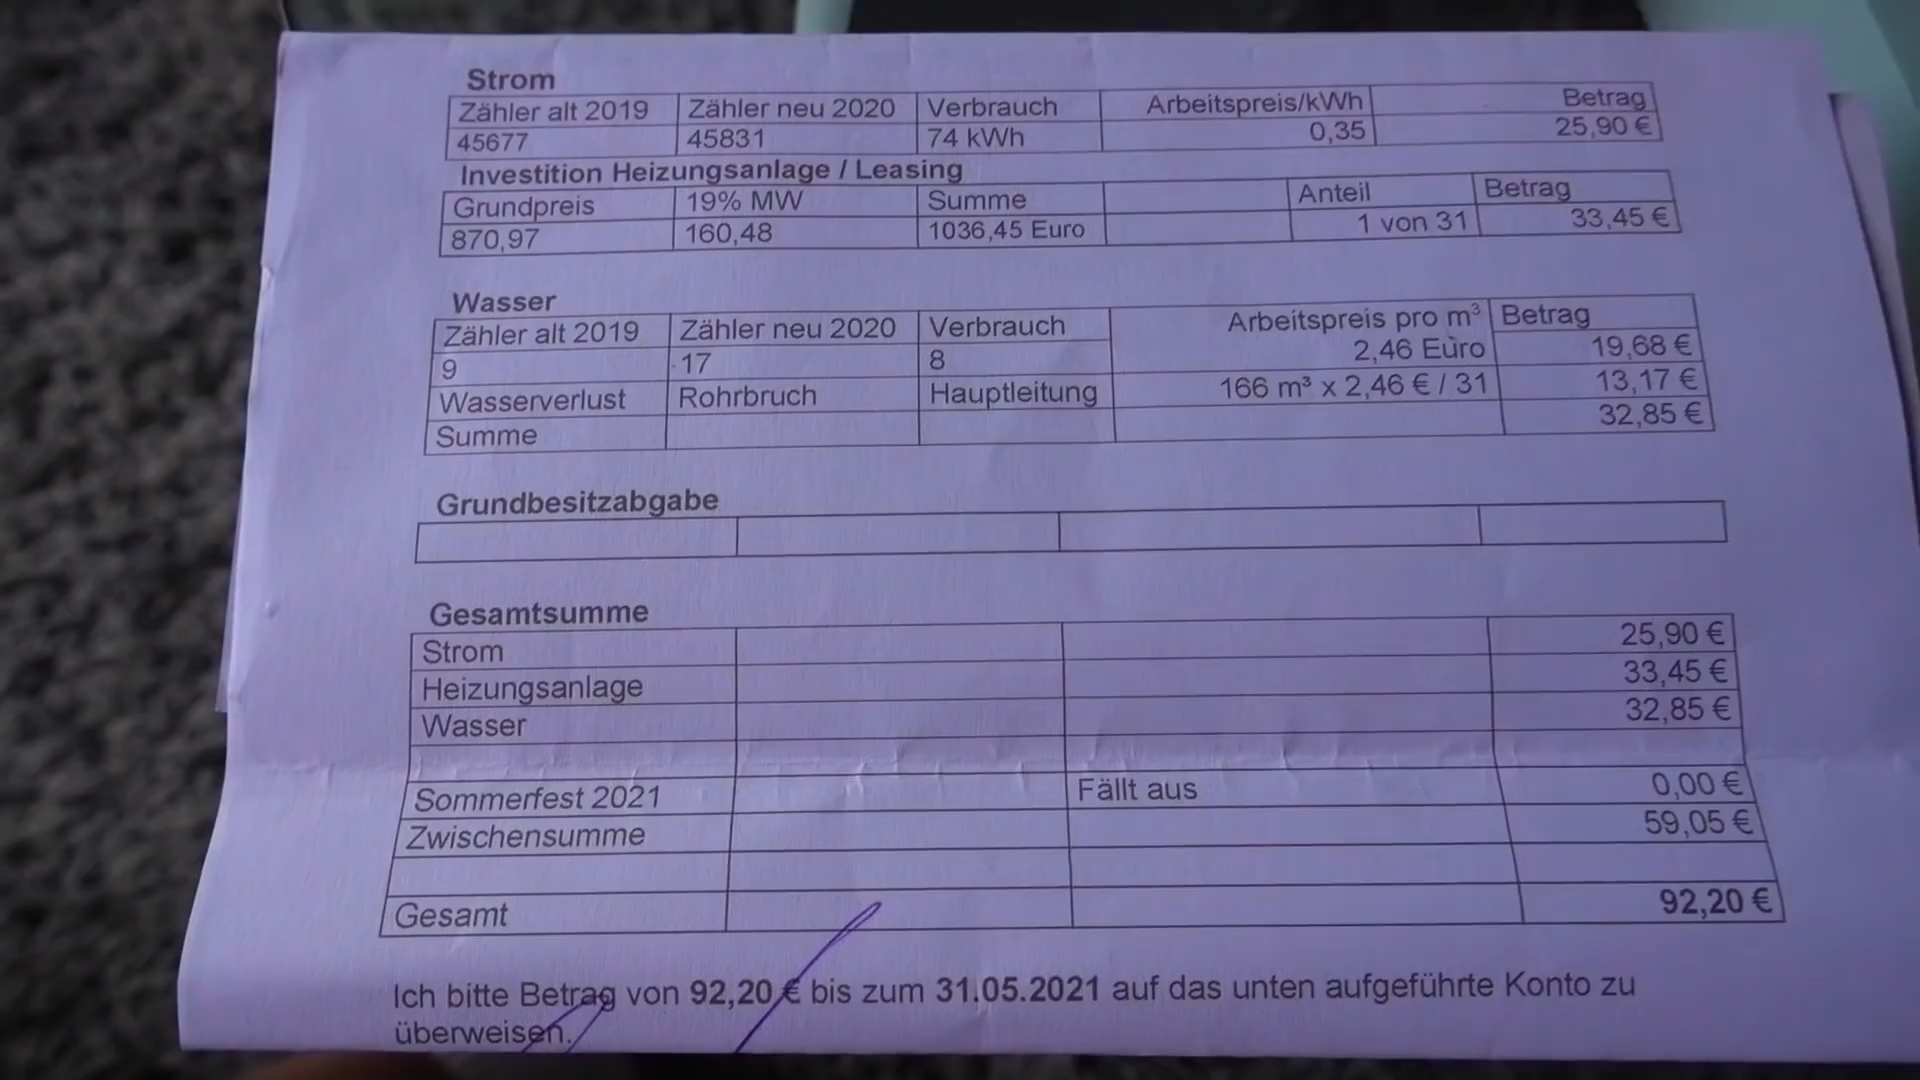 Strom
Zähler alt 2019 Zähler neu 2020 Verbrauch Arbeitspreis/kWh Betrag
45677 45831 74 kWh 0,35 25,90 €
Investition Heizungsanlage / Leasing
Grundpreis 19% MW Summe Anteil Betrag
870,97 160,48 1036,45 Euro 1 von 31 33,45 €
Wasser
Zähler alt 2019 Zähler neu 2020 Verbrauch Arbeitspreis pro m³ Betrag
9 17 8 2,46 Euro 19,68 €
Wasserverlust Rohrbruch Hauptleitung 166 m³ x 2,46 € / 31 13,17 €
Summe 32,85 €
Grundbesitzabgabe
Gesamtsumme
Strom 25,90 €
Heizungsanlage 33,45 €
Wasser 32,85 €
Sommerfest 2021 Fällt aus 0,00 €
Zwischensumme 59,05 €
Gesamt 92,20 €
Ich bitte Betrag von 92,20 € bis zum 31.05.2021 auf das unten aufgeführte Konto zu
überweisen.